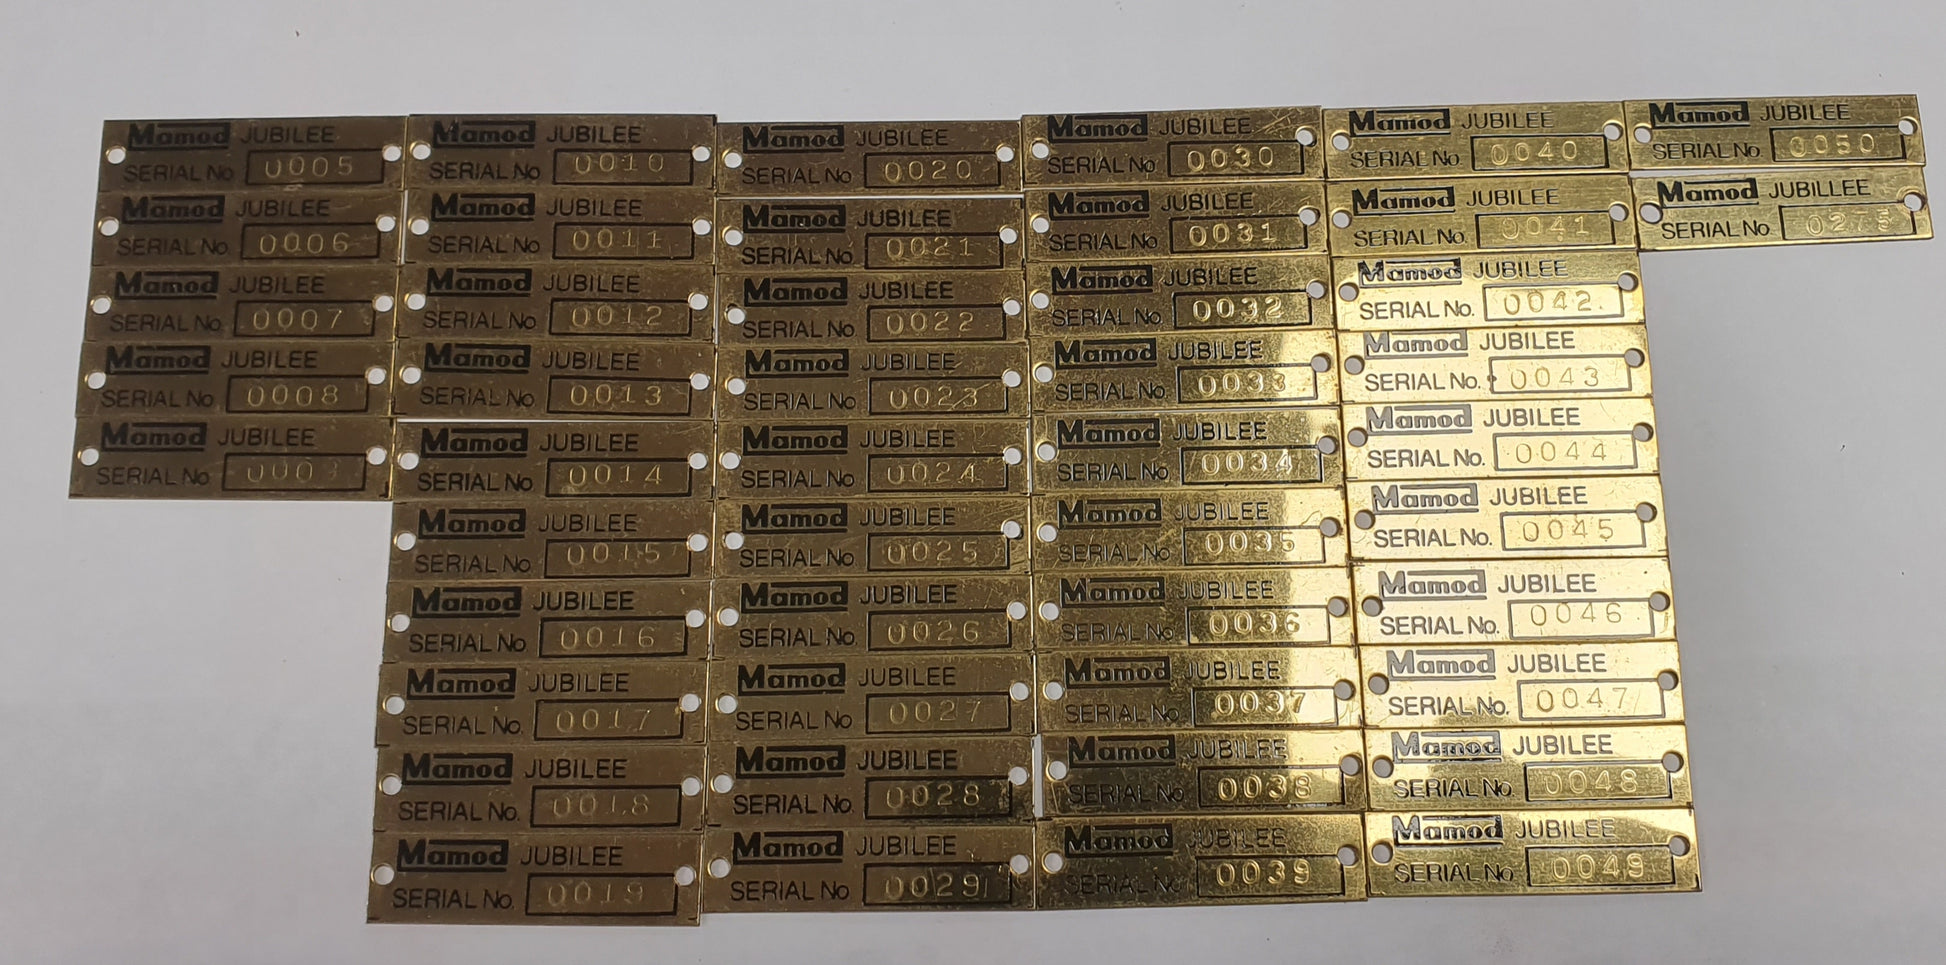 Mamod JUBILEE
SERIAL No 0005
Mamod JUBILEE
SERIAL No. 0006
Mamod JUBILEE
SERIAL No. 0007
Mamod JUBILEE
SERIAL No. 0008
Mamod JUBILEE
SERIAL No.
Mamod JUBILEE
SERIAL No 0010
Mamod JUBILEE
SERIAL No. 0011
Mamod JUBILEE
SERIAL No 0012
Mamod JUBILEE
SERIAL No 0013
Mamod JUBILEE
SERIAL No. 0014
Mamod JUBILEE
SERIAL No. 0015
Mamod JUBILEE
SERIAL No. 0016
Mamod JUBILEE
SERIAL No. 0017
Mamod JUBILEE
SERIAL No. 0018
Mamod JUBILEE
SERIAL No. 0019
Mamod JUBILEE
SERIAL No 0020
Mamod JUBILEE
SERIAL No. 0021
Mamod JUBILEE
SERIAL No 0022
Mamod JUBILEE
SERIAL No 0023
Mamod JUBILEE
SERIAL No 0024
Mamod JUBILEE
SERIAL No. 0025
Mamod JUBILEE
SERIAL No. 0026
Mamod JUBILEE
SERIAL No 0027
Mamod JUBILEE
SERIAL No. 0028
Mamod JUBILEE
SERIAL No 0029
Mamod JUBILEE
SERIAL No. 0030
Mamod JUBILEE
SERIAL No. 0031
Mamod JUBILEE
SERIAL No. 0032
Mamod JUBILEE
SERIAL No. 0033
Mamod JUBILEE
SERIAL No. 0034
Mamod JUBILEE
SERIAL No. 0035
Mamod JUBILEE
SERIAL No. 0036
Mamod JUBILEE
SERIAL No. 0037
Mamod JUBILEE
SERIAL No 0038
Mamod JUBILEE
SERIAL No 0039
Mamod JUBILEE
SERIAL No. 0040
Mamod JUBILEE
SERIAL No. 0041
Mamod JUBILEE
SERIAL No. 0042
Mamod JUBILEE
SERIAL No. 0043
Mamod JUBILEE
SERIAL No. 0044
Mamod JUBILEE
SERIAL No. 0045
Mamod JUBILEE
SERIAL No. 0046
Mamod JUBILEE
SERIAL No. 0047
Mamod JUBILEE
SERIAL No. 0048
Mamod JUBILEE
SERIAL No. 0049
Mamod JUBILEE
SERIAL No. 0050
Mamod JUBILLEE
SERIAL No. 0275